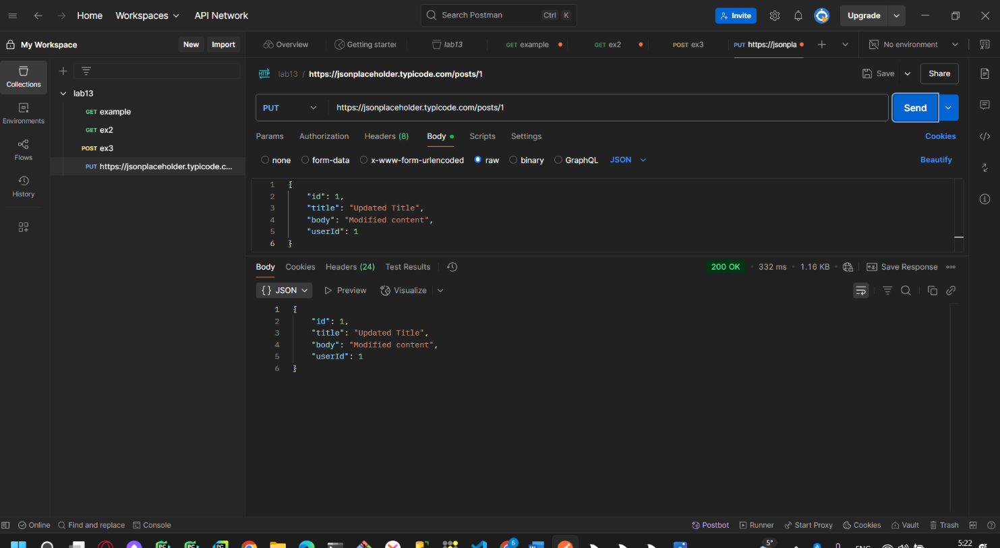 Home Workspaces API Network Search Postman Ctrl K Invite Upgrade
My Workspace New Import Overview Getting started lab13 GET example GET ex2 POST ex3 PUT https://jsonpla No environment
Collections
Environments
Flows
History
lab13
GET example
GET ex2
POST ex3
PUT https://jsonplaceholder.typicode.c...
HTTP lab13 / https://jsonplaceholder.typicode.com/posts/1 Save Share
PUT https://jsonplaceholder.typicode.com/posts/1 Send
Params Authorization Headers (8) Body Scripts Settings Cookies
none form-data x-www-form-urlencoded raw binary GraphQL JSON Beautify
1 {
2 "id": 1,
3 "title": "Updated Title",
4 "body": "Modified content",
5 "userId": 1
6 }
Body Cookies Headers (24) Test Results 200 OK 332 ms 1.16 KB e.g. Save Response
{} JSON Preview Visualize
1 {
2 "id": 1,
3 "title": "Updated Title",
4 "body": "Modified content",
5 "userId": 1
6 }
Online Find and replace Console Postbot Runner Start Proxy Cookies Vault Trash
PC PC PC 6 5° ENG 5:22